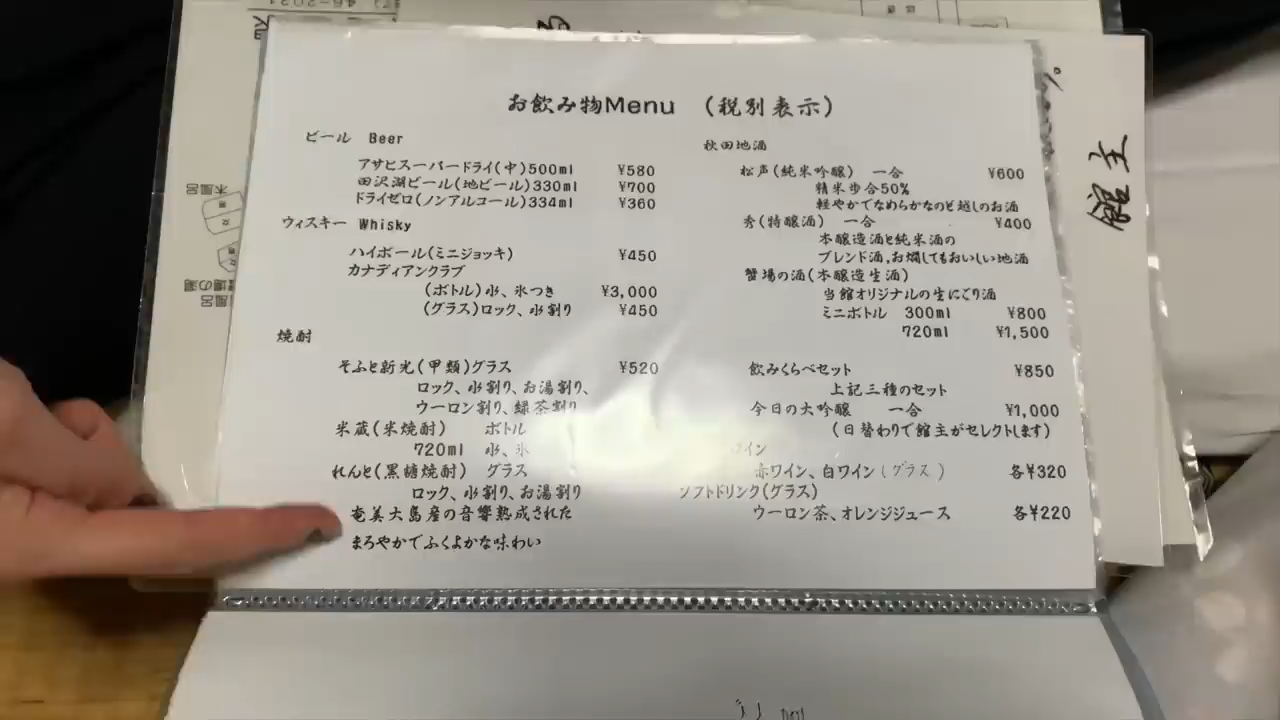 お飲み物Menu （税別表示）
ビール Beer
アサヒスーパードライ(中)500ml ¥580
田沢湖ビール(地ビール)330ml ¥700
ドライゼロ(ノンアルコール)334ml ¥360
ウィスキー Whisky
ハイボール(ミニジョッキ) ¥450
カナディアンクラブ
(ボトル)水、氷つき ¥3,000
(グラス)ロック、水割り ¥450
焼酎
そふと新光(甲類)グラス ¥520
ロック、水割り、お湯割り、
ウーロン割り、緑茶割り
米蔵(米焼酎) ボトル
720ml 水、氷
れんと(黒糖焼酎) グラス
ロック、水割り、お湯割り
奄美大島産の音響熟成された
まろやかでふくよかな味わい
秋田地酒
松声(純米吟醸) 一合 ¥600
精米歩合50%
軽やかでなめらかなのど越しのお酒
秀(特醸酒) 一合 ¥400
本醸造酒と純米酒の
ブレンド酒,お燗してもおいしい地酒
蟹場の酒(本醸造生酒)
当館オリジナルの生にごり酒
ミニボトル 300ml ¥800
720ml ¥1,500
飲みくらべセット ¥850
上記三種のセット
今日の大吟醸 一合 ¥1,000
(日替わりで館主がセレクトします)
イン
赤ワイン、白ワイン(グラス) 各¥320
ソフトドリンク(グラス)
ウーロン茶、オレンジジュース 各¥220
館主
木風呂